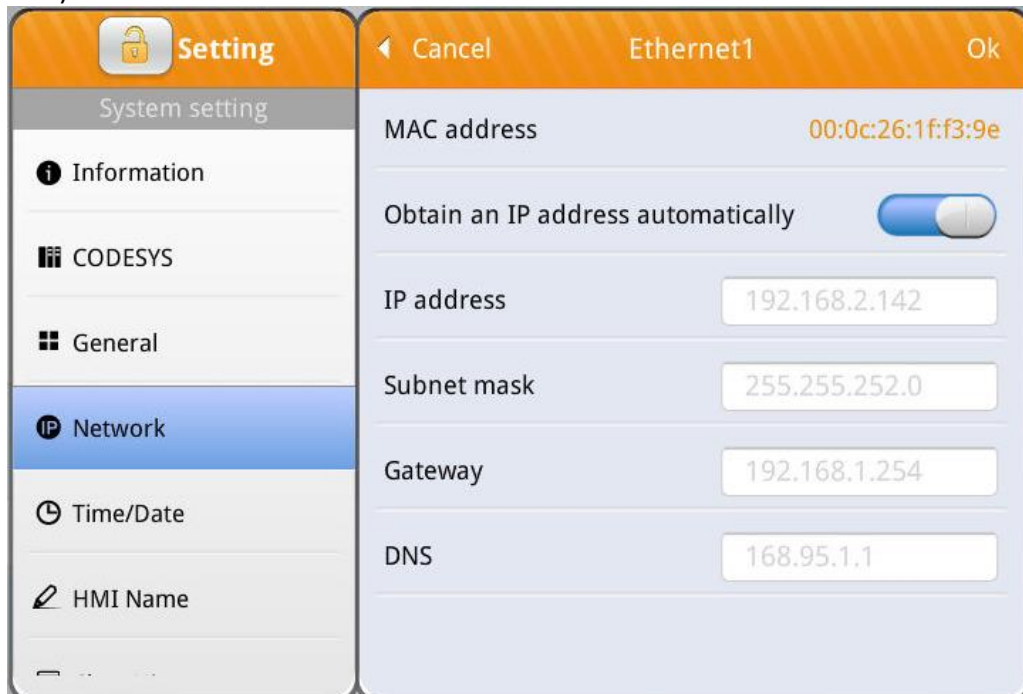 Setting
System setting
Information
CODESYS
General
Network
Time/Date
HMI Name
Cancel Ethernet1 Ok
MAC address 00:0c:26:1f:f3:9e
Obtain an IP address automatically
IP address 192.168.2.142
Subnet mask 255.255.252.0
Gateway 192.168.1.254
DNS 168.95.1.1